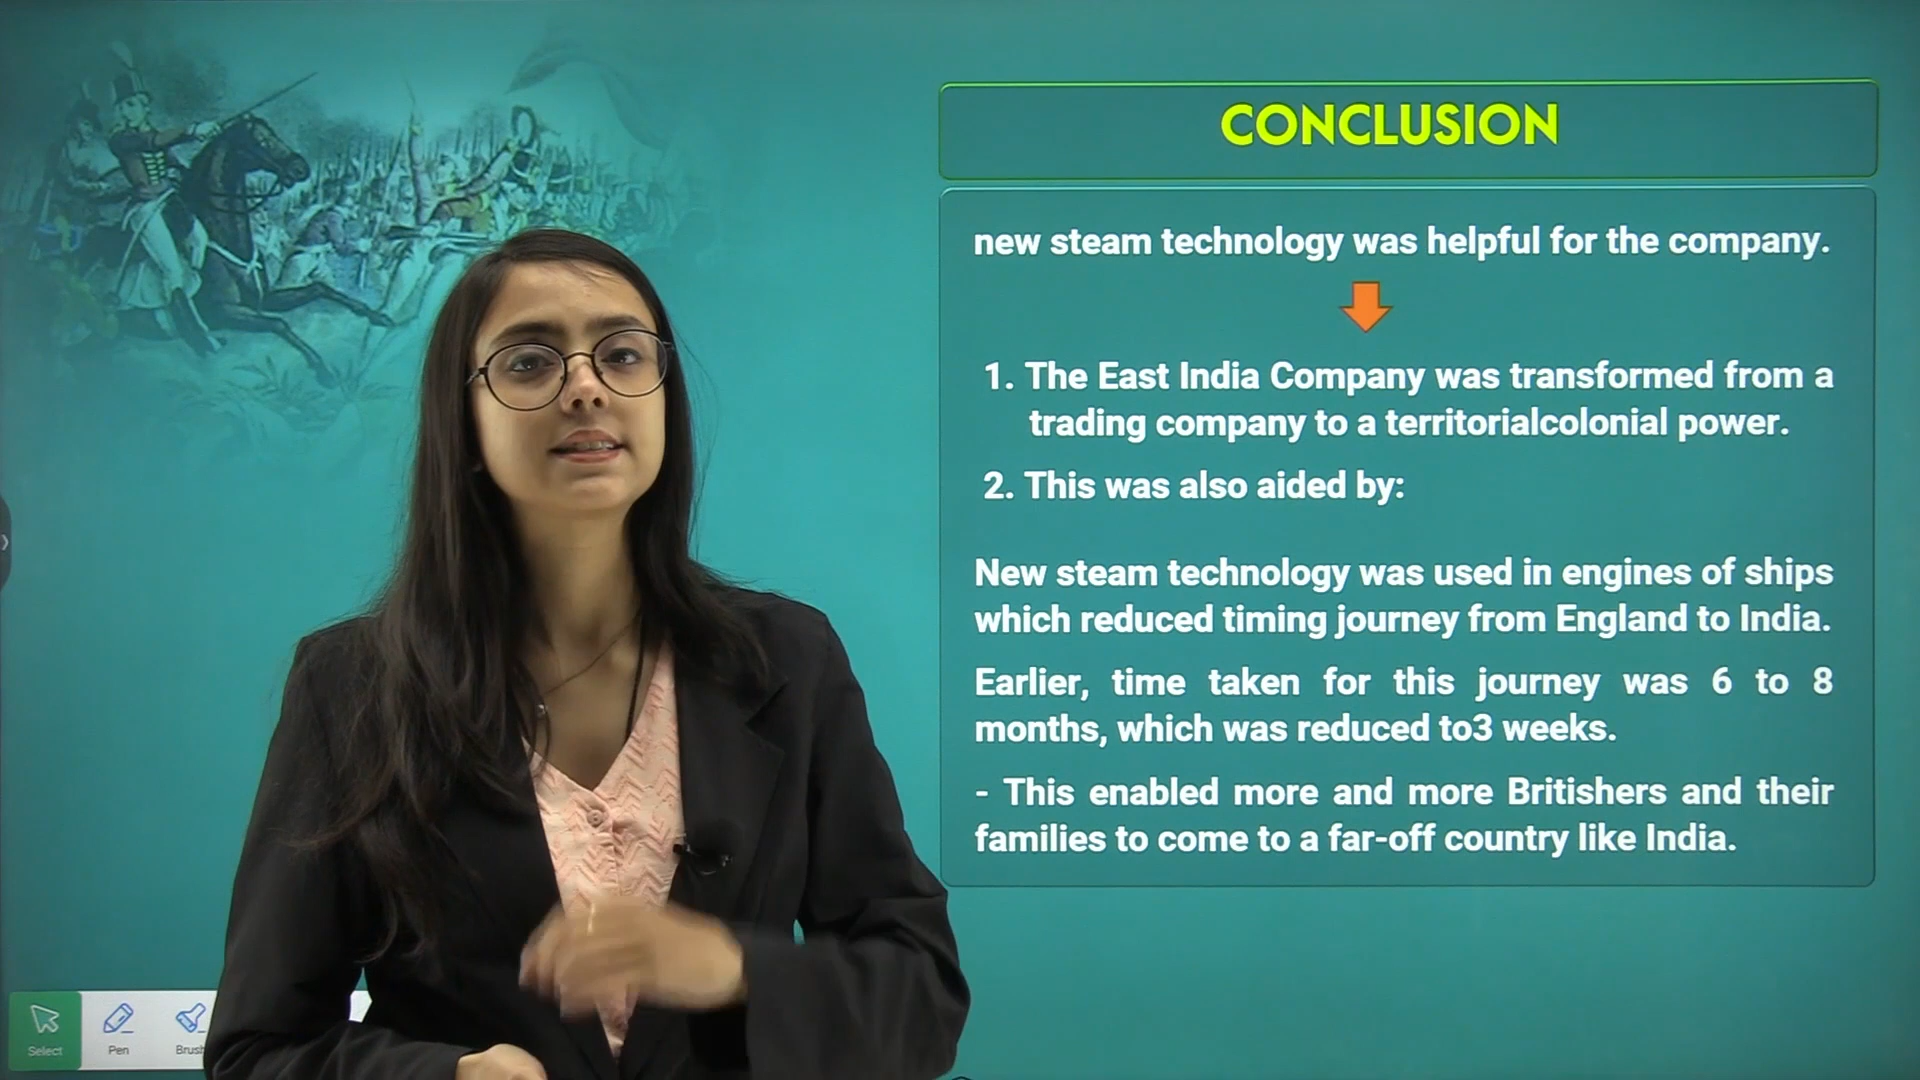 CONCLUSION
new steam technology was helpful for the company.
1. The East India Company was transformed from a
trading company to a territorialcolonial power.
2. This was also aided by:
New steam technology was used in engines of ships
which reduced timing journey from England to India.
Earlier, time taken for this journey was 6 to 8
months, which was reduced to3 weeks.
- This enabled more and more Britishers and their
families to come to a far-off country like India.
Select
Pen
Brush